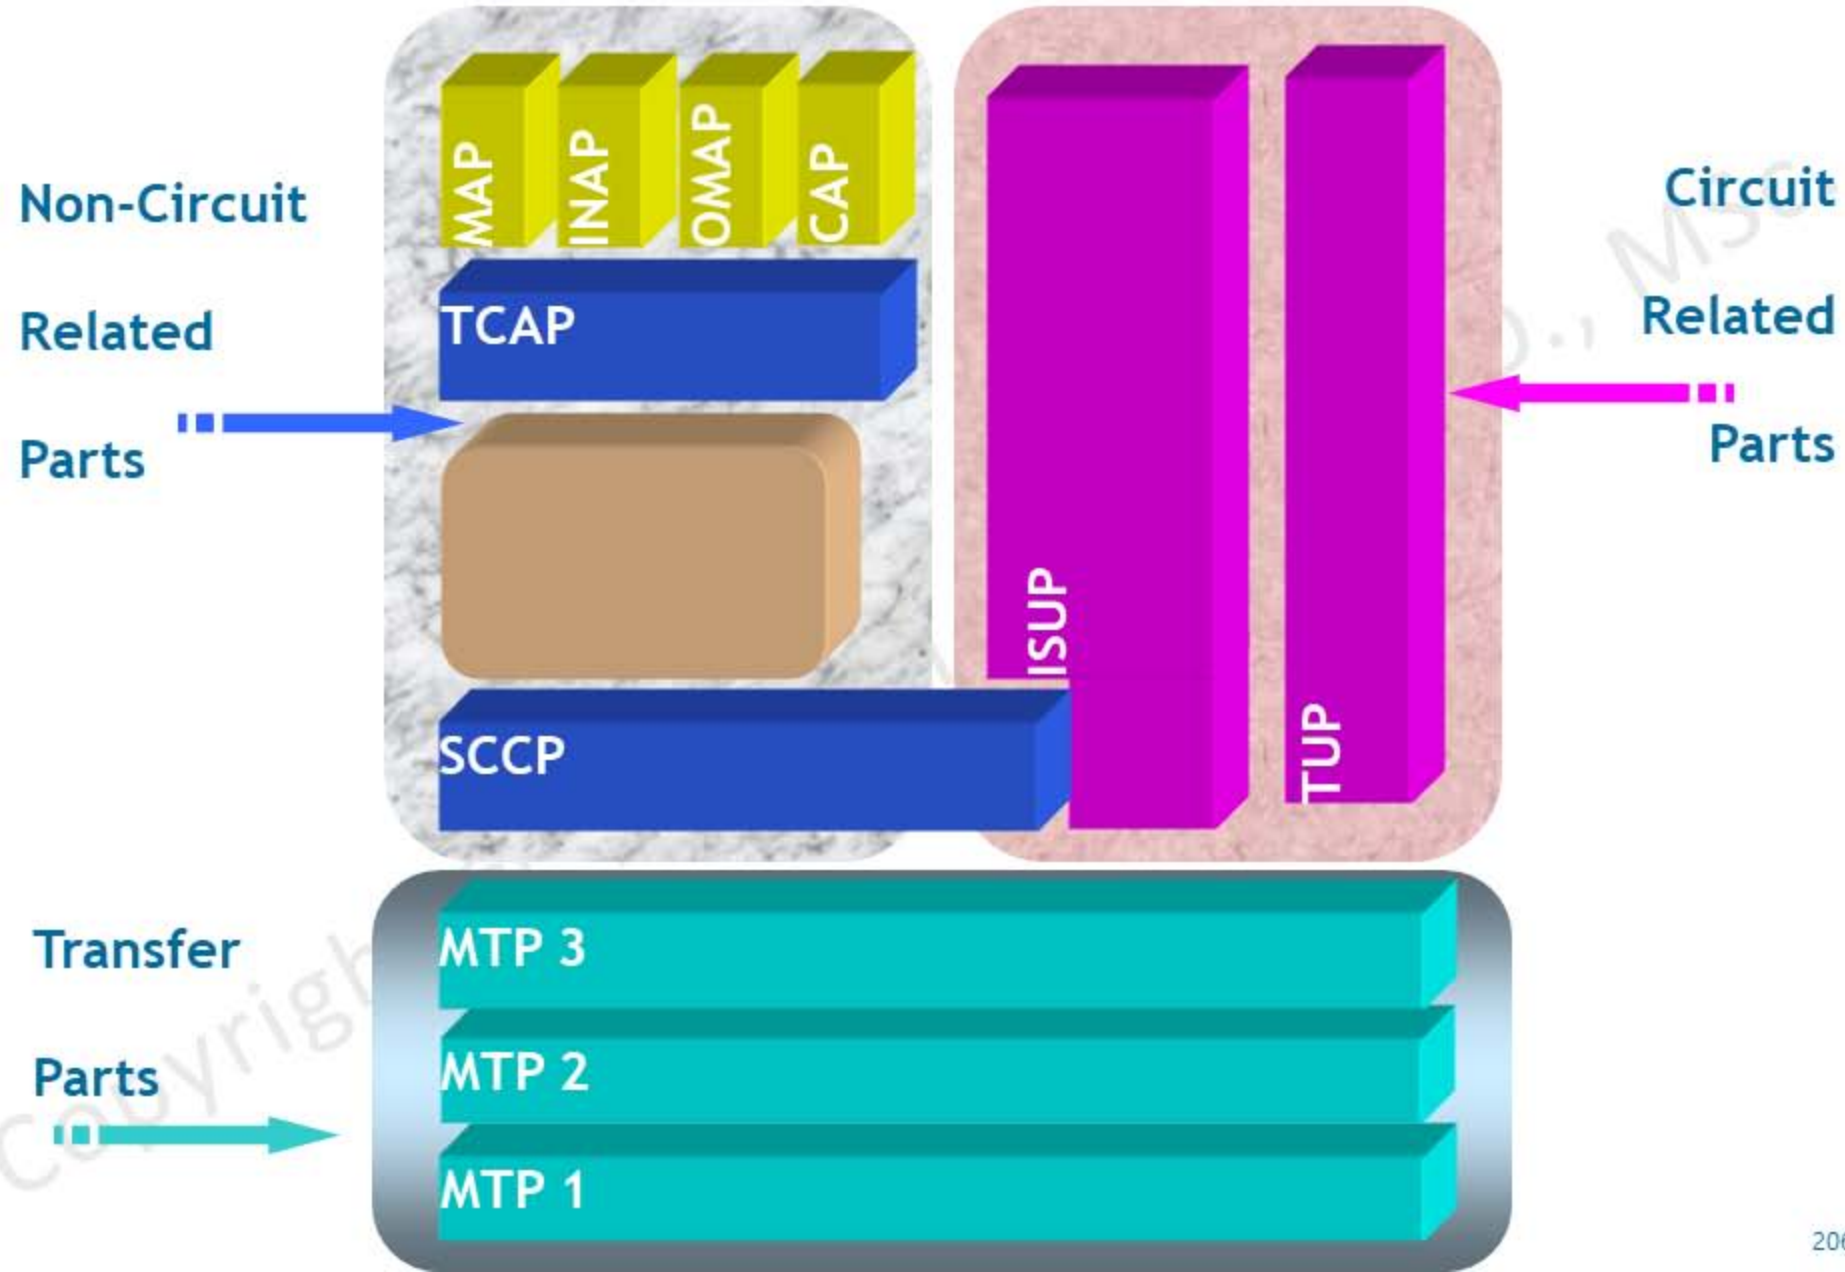 MAP
INAP
OMAP
CAP
Non-Circuit
Related
Parts
TCAP
SCCP
ISUP
TUP
Circuit
Related
Parts
Transfer
Parts
MTP 3
MTP 2
MTP 1
206